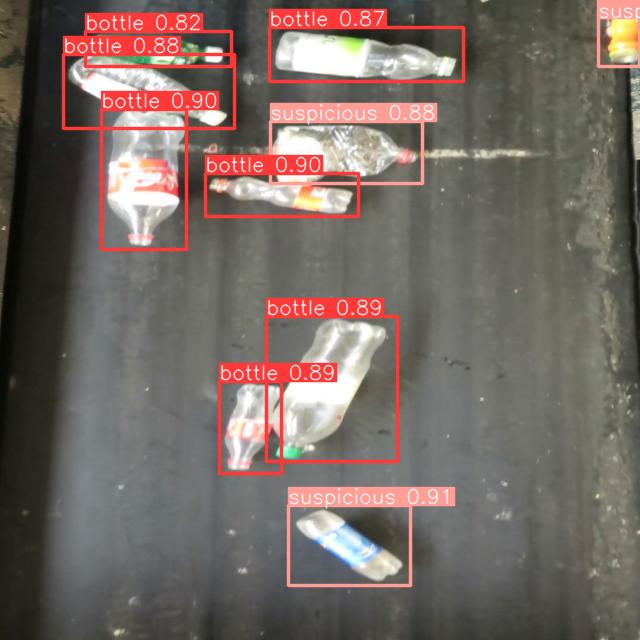 bottle 0.82
bottle 0.87
susp
bottle 0.88
bottle 0.90
suspicious 0.88
bottle 0.90
bottle 0.89
bottle 0.89
suspicious 0.91